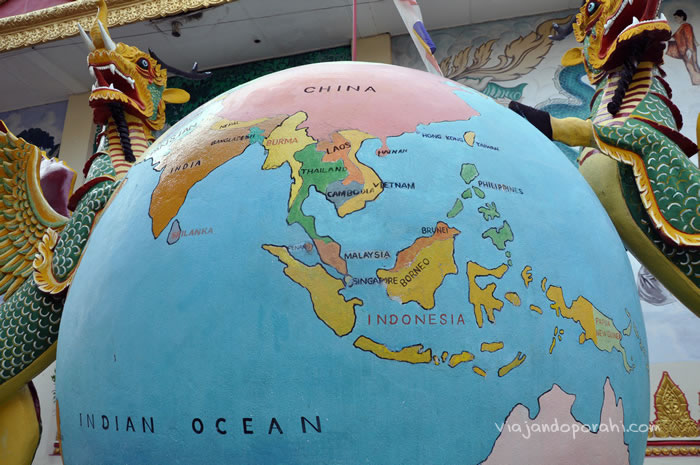 CHINA
NEPAL
BANGLADESH
BURMA
INDIA
LAOS
HAINAN
HONG KONG
TAIWAN
THAILAND
CAMBODIA
VIETNAM
PHILIPPINES
SRI LANKA
BRUNEI
MALAYSIA
SINGAPORE
BORNEO
INDONESIA
INDIAN OCEAN
viajandoporahi.com